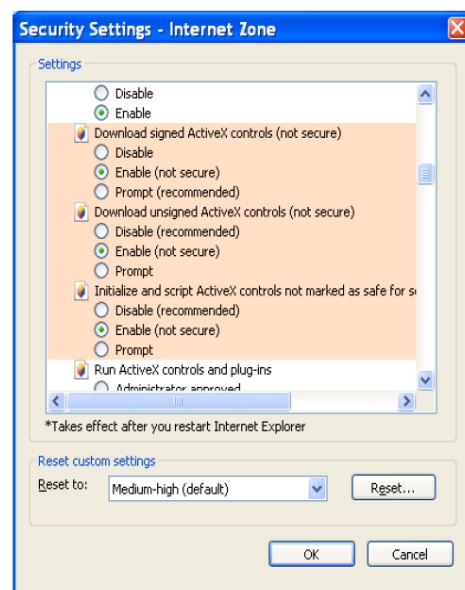 Security Settings - Internet Zone
Settings
Disable
Enable
Download signed ActiveX controls (not secure)
Disable
Enable (not secure)
Prompt (recommended)
Download unsigned ActiveX controls (not secure)
Disable (recommended)
Enable (not secure)
Prompt
Initialize and script ActiveX controls not marked as safe for s
Disable (recommended)
Enable (not secure)
Prompt
Run ActiveX controls and plug-ins
Administrator approved
*Takes effect after you restart Internet Explorer
Reset custom settings
Reset to:
Medium-high (default)
Reset...
OK
Cancel